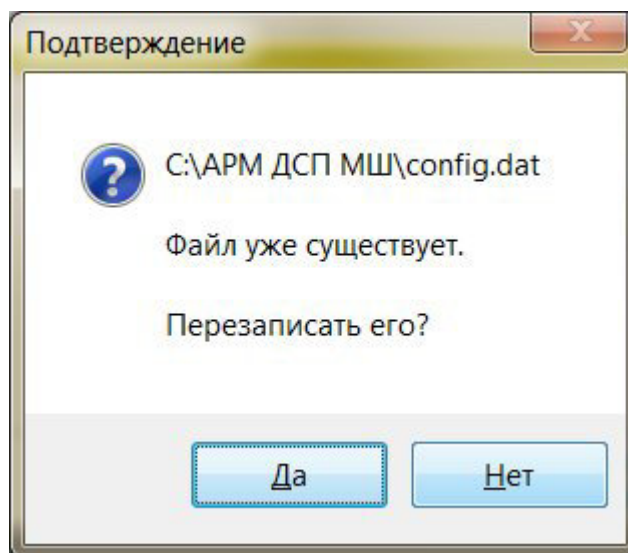 Подтверждение
C:\АРМ ДСП МШ\config.dat
Файл уже существует.
Перезаписать его?
Да
Нет